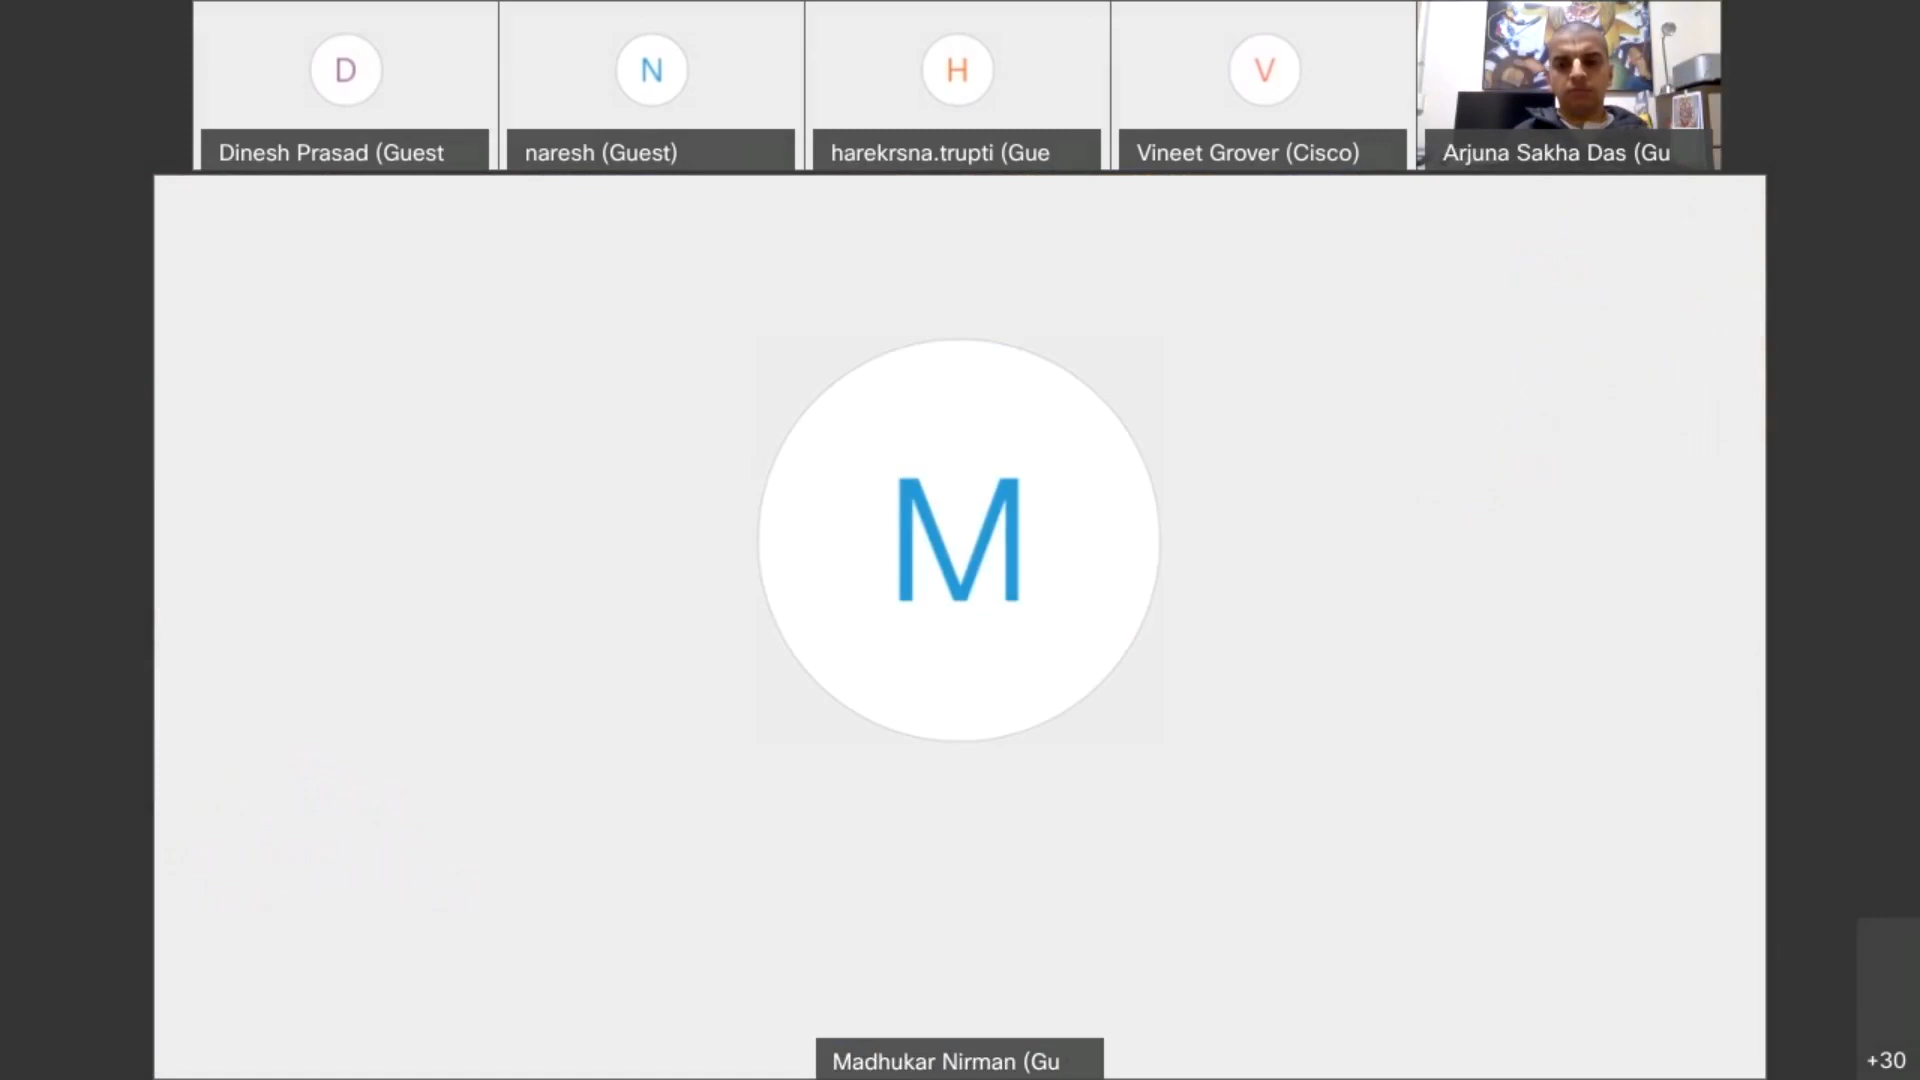 D
Dinesh Prasad (Guest
N
naresh (Guest)
H
harekrsna.trupti (Gue
V
Vineet Grover (Cisco)
Arjuna Sakha Das (Gu
M
Madhukar Nirman (Gu
+30